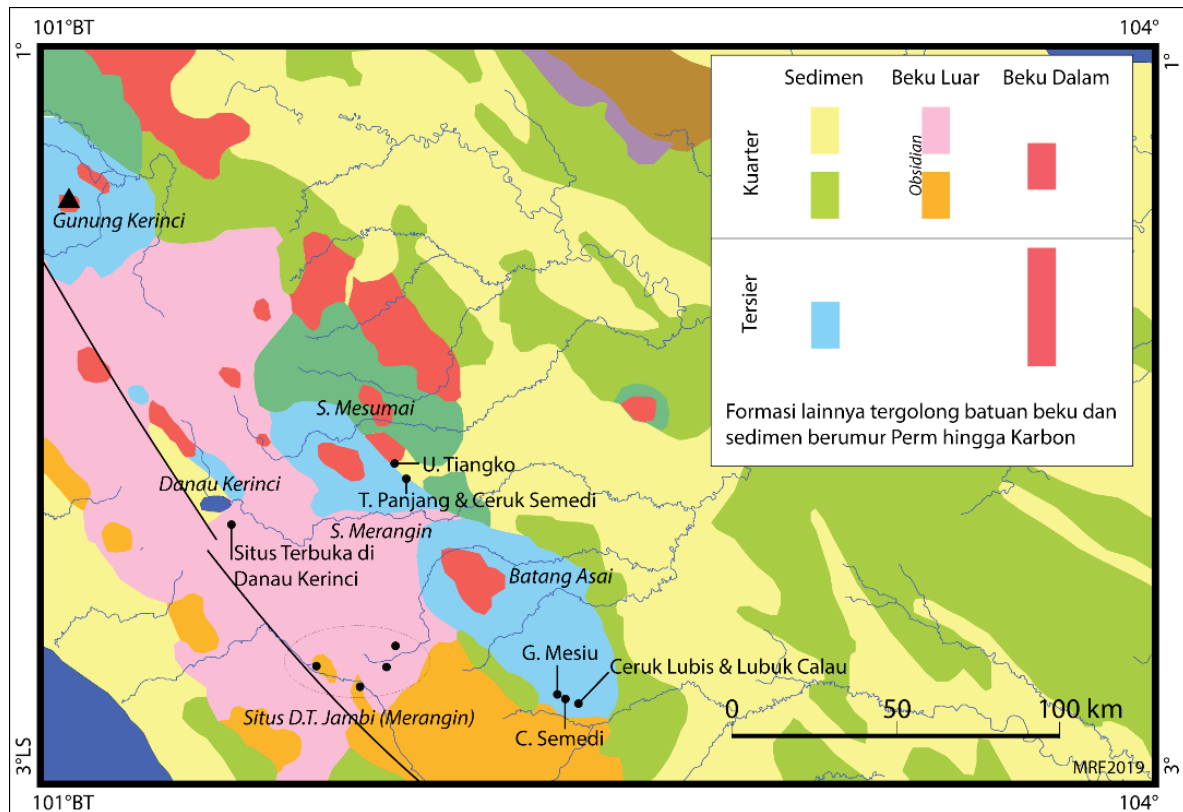 101°BT
104°
1°
1°
Sedimen
Beku Luar
Beku Dalam
Kuarter
Obsidian
Tersier
Formasi lainnya tergolong batuan beku dan
sedimen berumur Perm hingga Karbon
Gunung Kerinci
S. Mesumai
U. Tiangko
T. Panjang & Ceruk Semedi
Danau Kerinci
S. Merangin
Situs Terbuka di
Danau Kerinci
Batang Asai
G. Mesiu
Ceruk Lubis & Lubuk Calau
Situs D.T. Jambi (Merangin)
C. Semedi
0
50
100 km
MRF2019
3°LS
3°
101°BT
104°